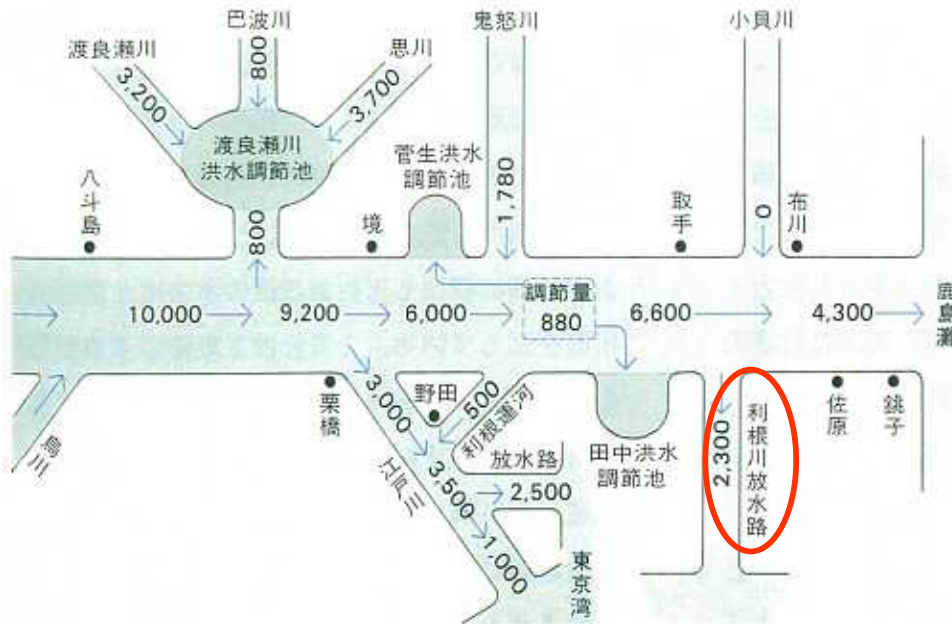 巴波川
鬼怒川
小貝川
渡良瀬川
思川
3,200
800
3,700
渡良瀬川
洪水調節池
菅生洪水
調節池
1,780
0
八斗島
境
取手
布川
800
調節量
880
10,000
9,200
6,000
6,600
4,300
鹿島灘
烏川
栗橋
3,000
野田
500
利根運河
江戸川
3,500
放水路
2,500
1,000
東京湾
田中洪水
調節池
2,300
利根川放水路
佐原
銚子